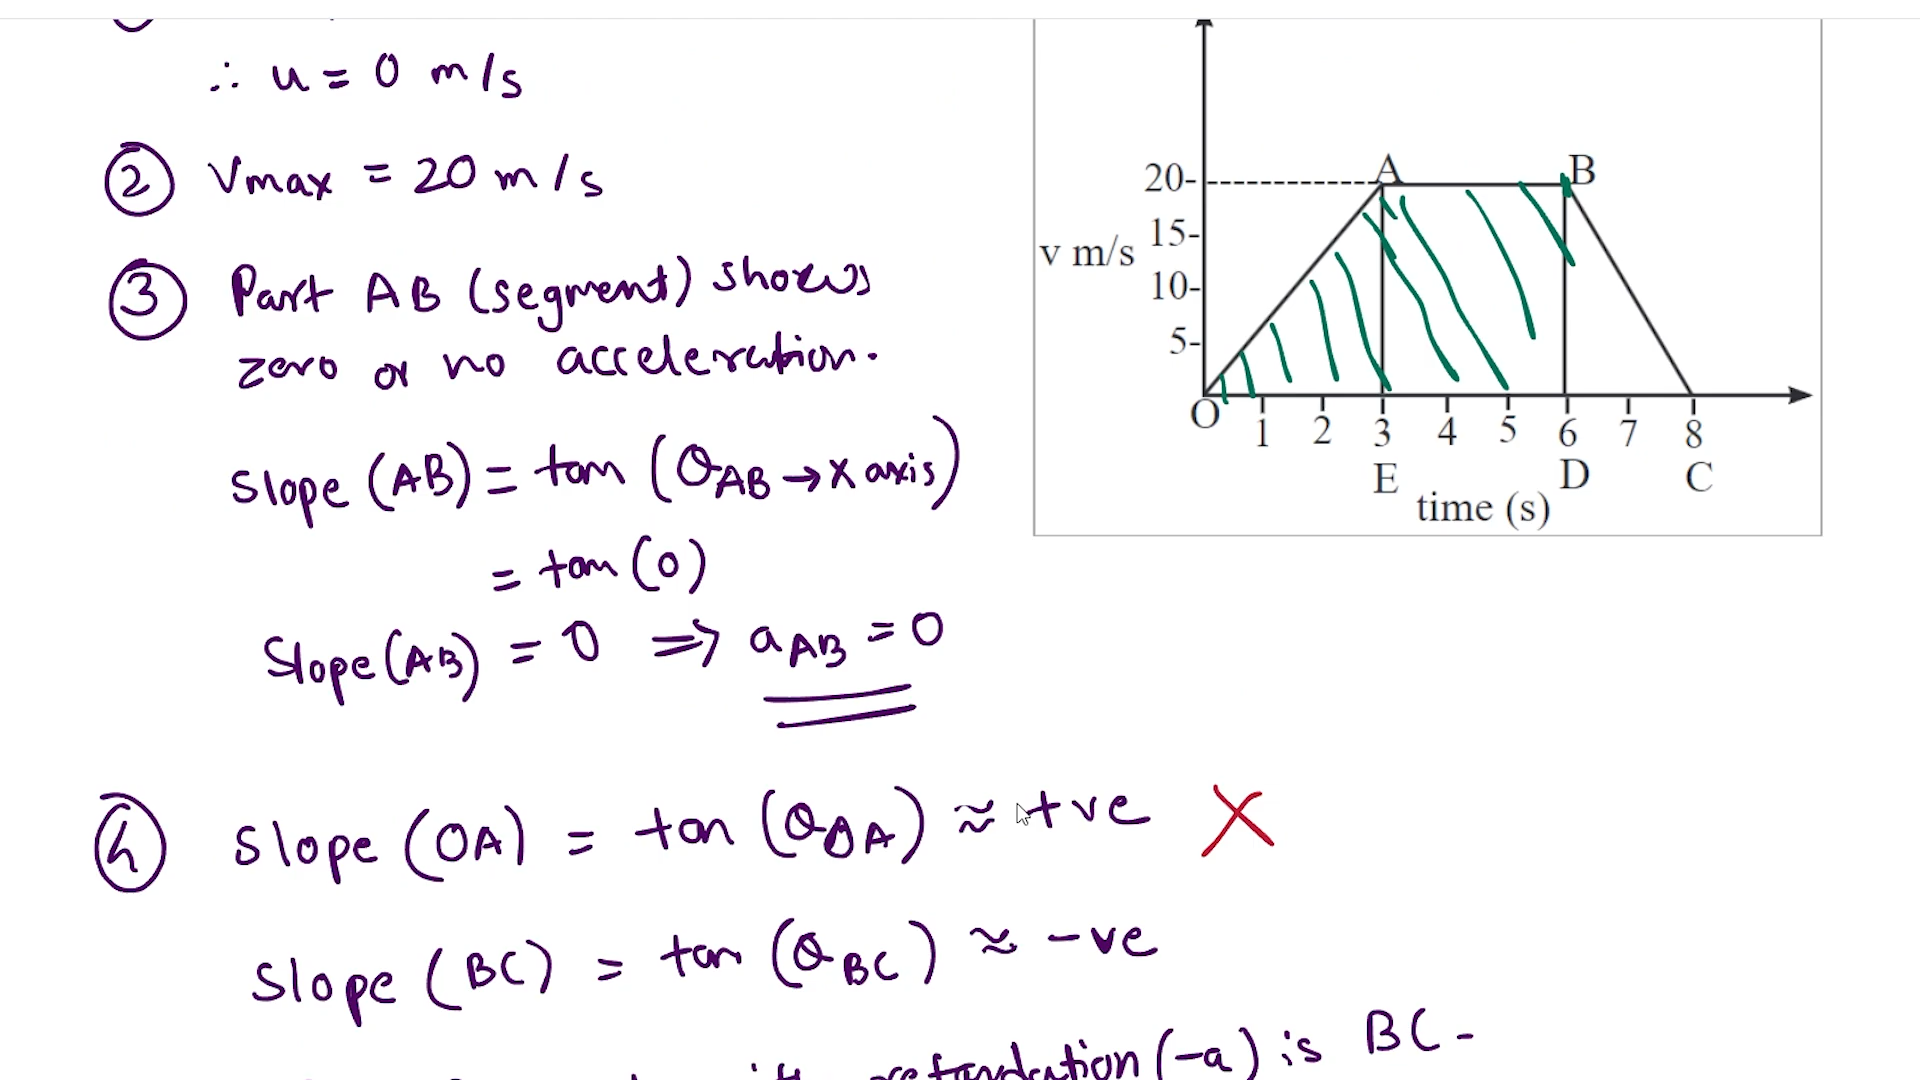 ∴ u = 0 m/s
② Vmax = 20 m/s
③ Part AB (segment) shows
zero or no acceleration.
Slope (AB) = tan (θAB → X axis)
= tan (0)
Slope (AB) = 0 ⇒ aAB = 0
④ Slope (OA) = tan (θOA) ≈ +ve X
Slope (BC) = tan (θBC) ≈ -ve
retardation (-a) is BC -
A B
20-
15-
v m/s
10-
5-
O 1 2 3 4 5 6 7 8
E D C
time (s)